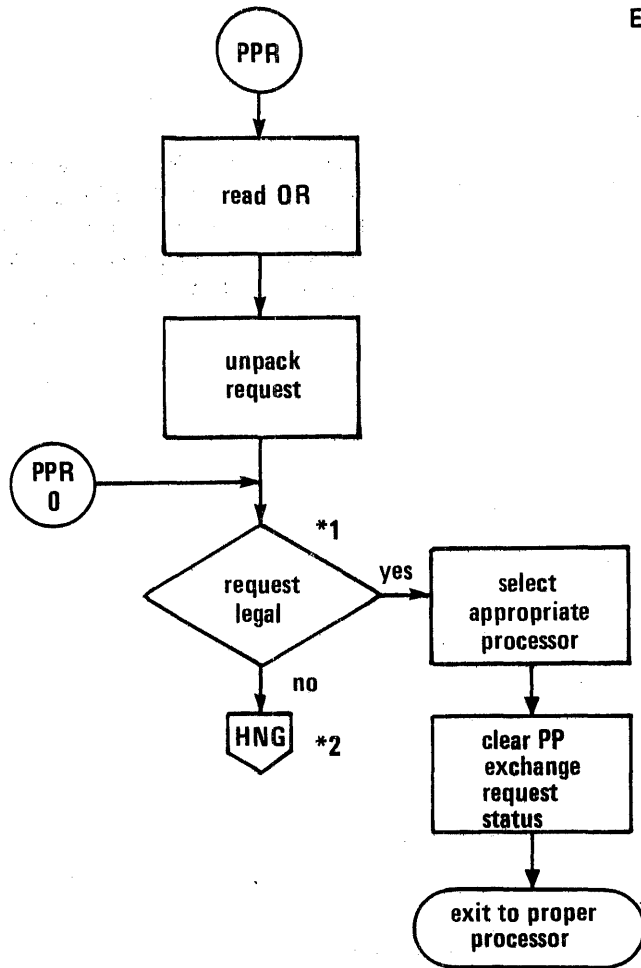 E
PPR
read OR
unpack
request
PPR
0
*1
request
legal
yes
select
appropriate
processor
no
HNG
*2
clear PP
exchange
request
status
exit to proper
processor